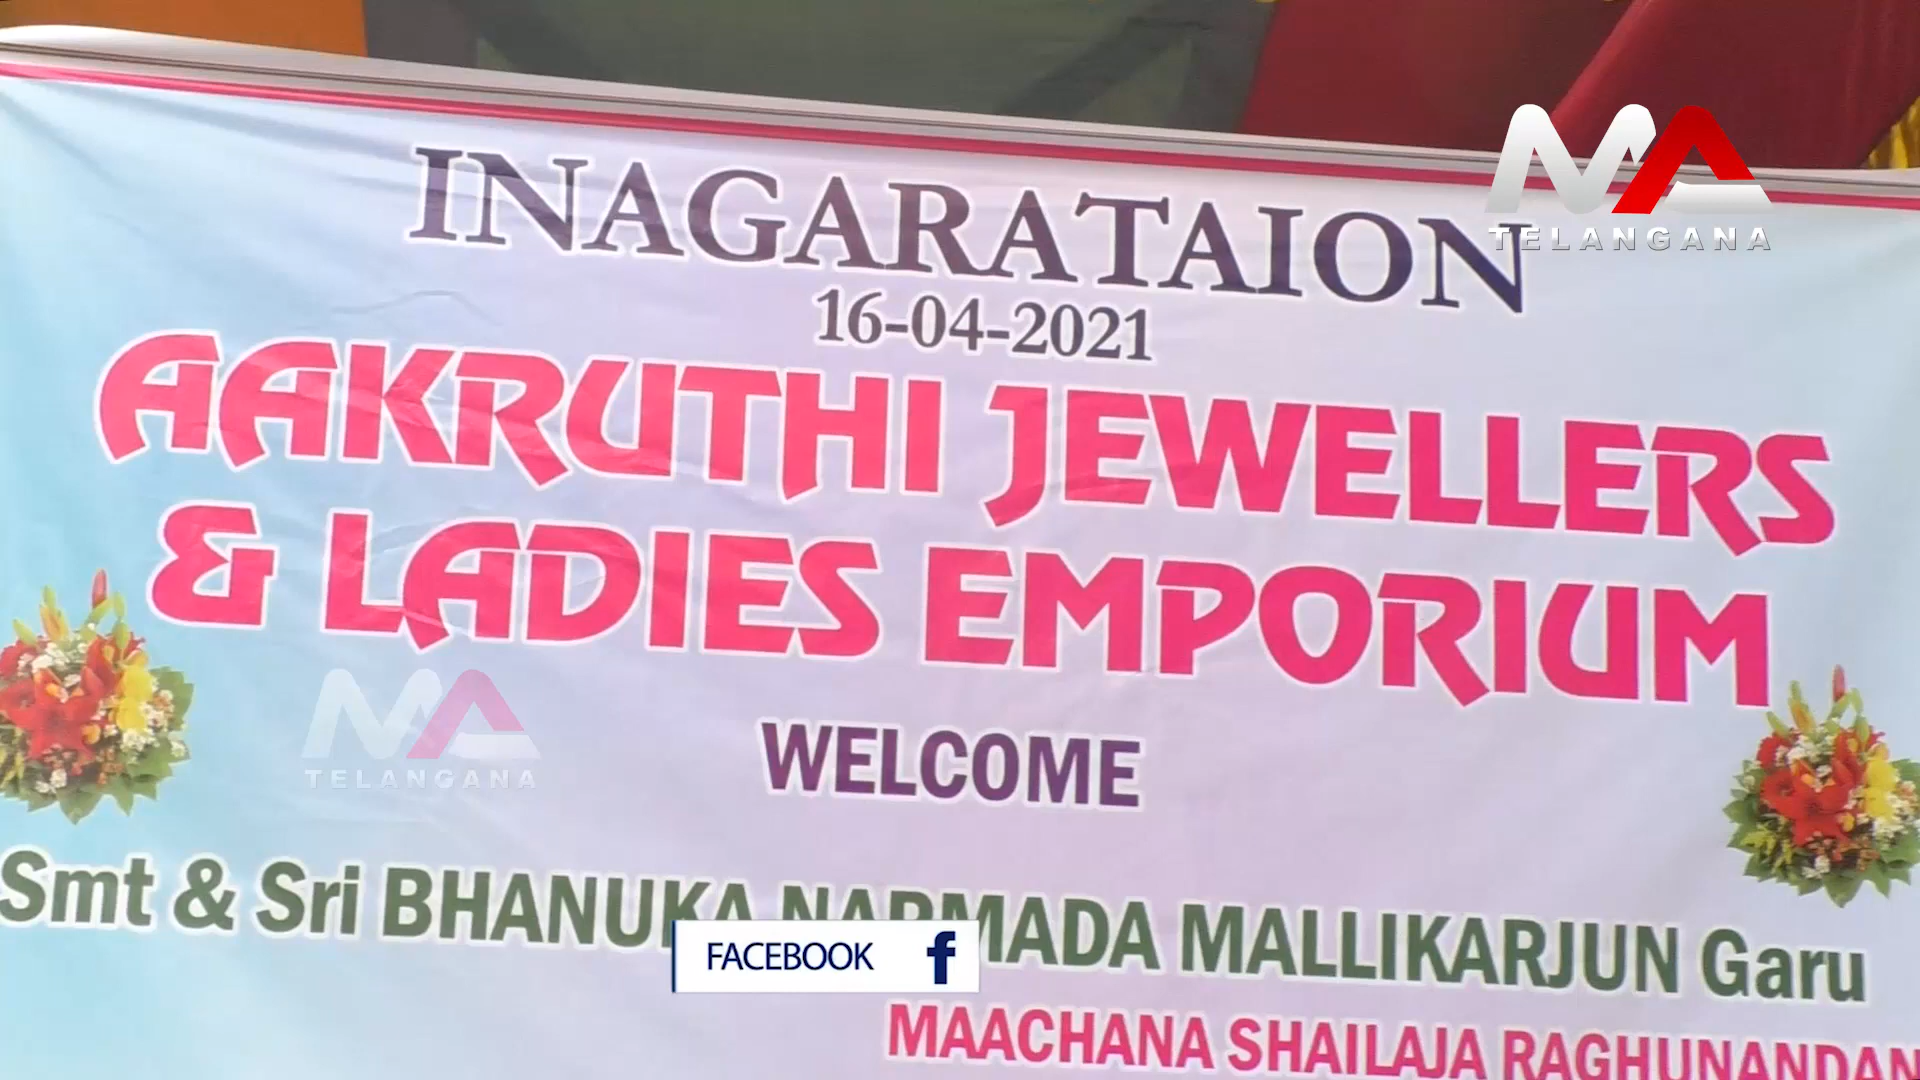 INAGARATAION
MA
TELANGANA
16-04-2021
AAKRUTHI JEWELLERS
& LADIES EMPORIUM
MA
TELANGANA
WELCOME
Smt & Sri BHANUKA NARMADA MALLIKARJUN Garu
FACEBOOK f
MAACHANA SHAILAJA RAGHUNANDAN